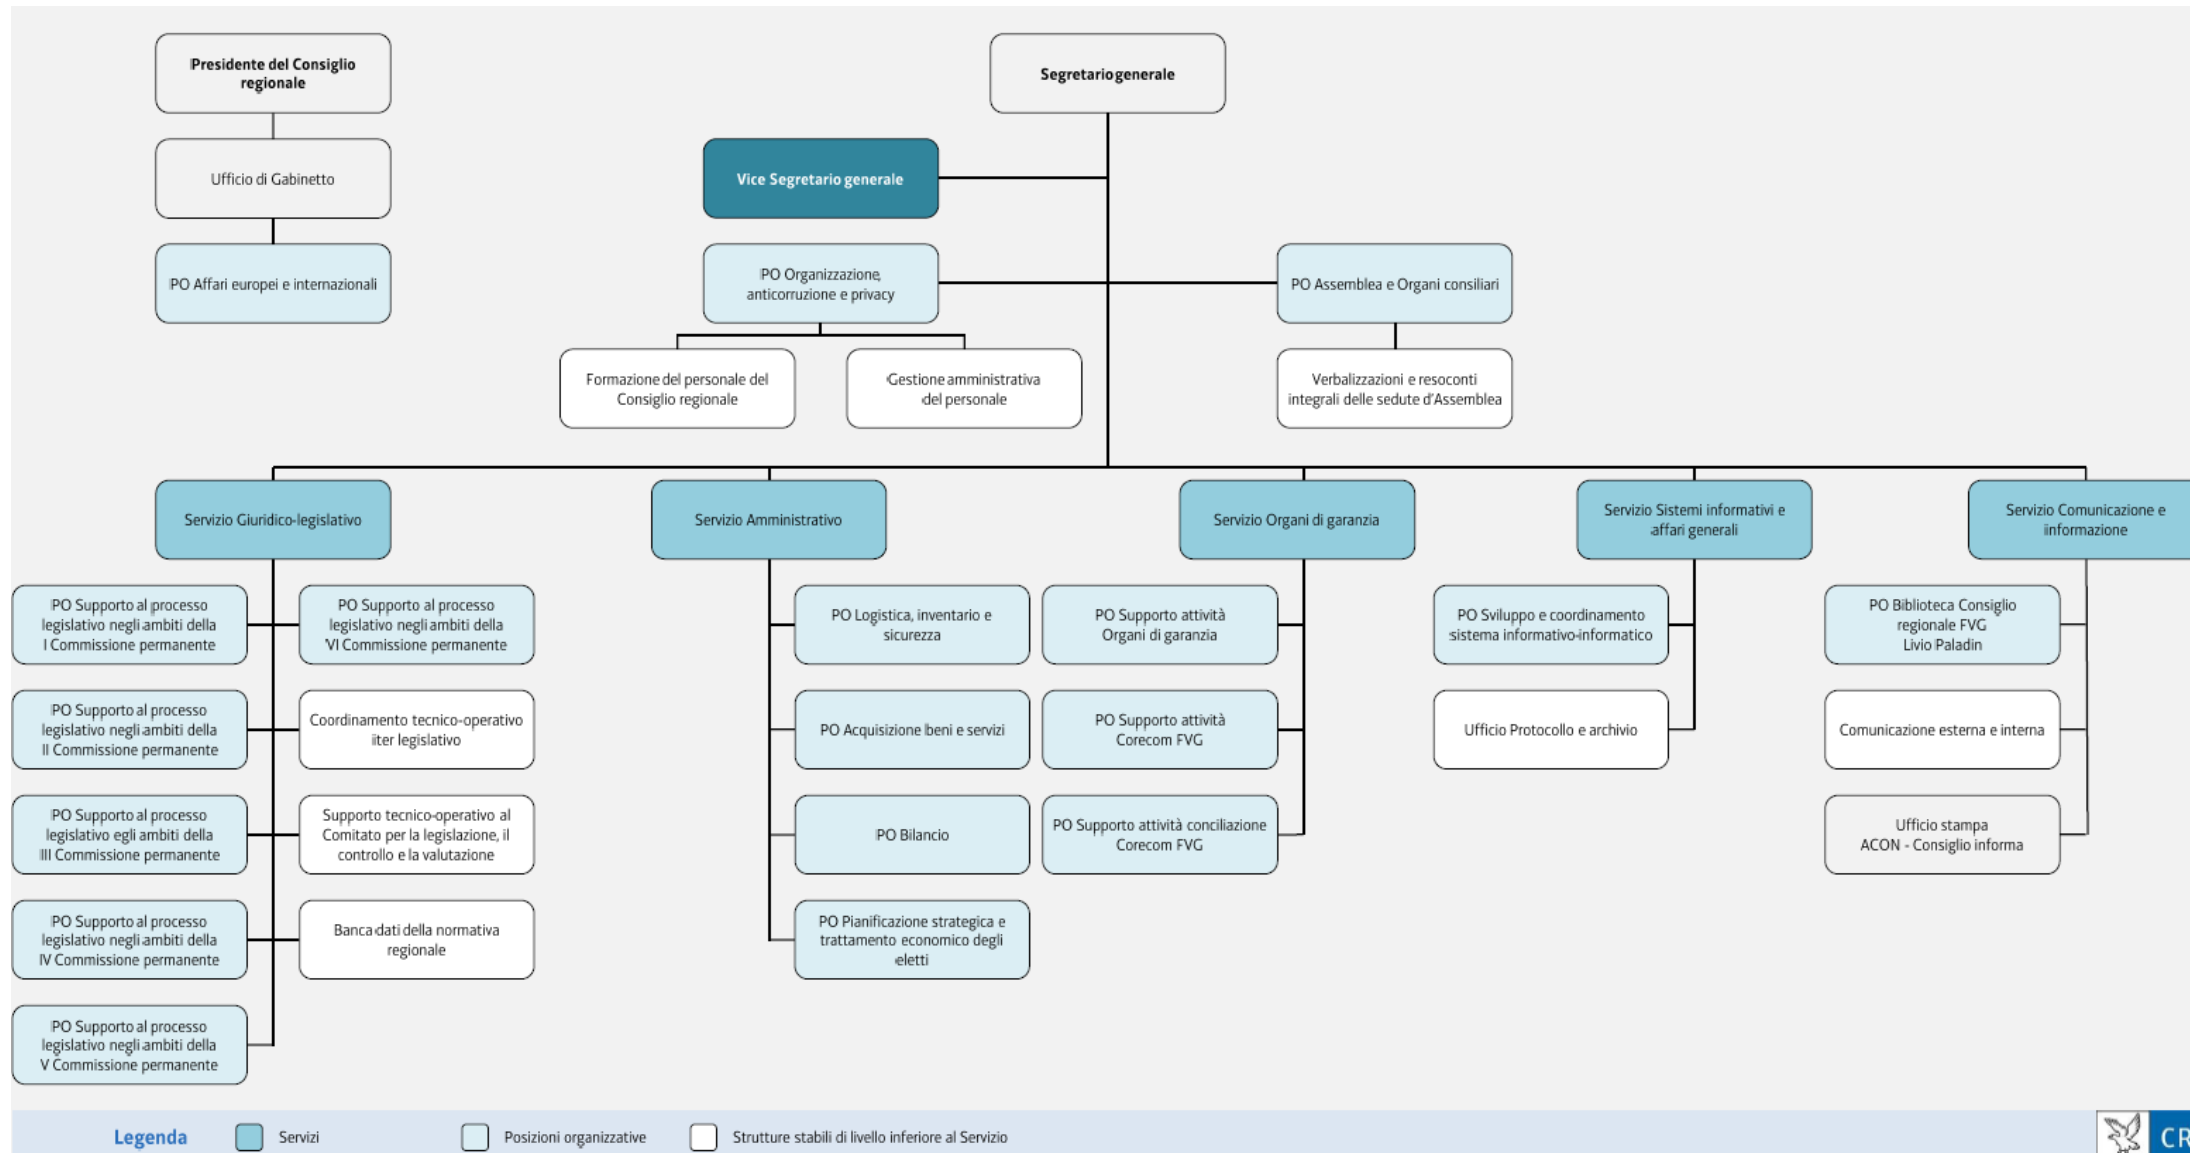 Presidente del Consiglio
regionale
Segretario generale
Ufficio di Gabinetto
Vice Segretario generale
PO Affari europei e internazionali
PO Organizzazione,
anticorruzione e privacy
PO Assemblea e Organi consiliari
Formazione del personale del
Consiglio regionale
Gestione amministrativa
del personale
Verbalizzazioni e resoconti
integrali delle sedute d'Assemblea
Servizio Giuridico-legislativo
Servizio Amministrativo
Servizio Organi di garanzia
Servizio Sistemi informativi e
affari generali
Servizio Comunicazione e
informazione
PO Supporto al processo
legislativo negli ambiti della
I Commissione permanente
PO Supporto al processo
legislativo negli ambiti della
VI Commissione permanente
PO Logistica, inventario e
sicurezza
PO Supporto attività
Organi di garanzia
PO Sviluppo e coordinamento
sistema informativo-informatico
PO Biblioteca Consiglio
regionale FVG
Livio Paladin
PO Supporto al processo
legislativo negli ambiti della
II Commissione permanente
Coordinamento tecnico-operativo
iter legislativo
PO Acquisizione beni e servizi
PO Supporto attività
Corecom FVG
Ufficio Protocollo e archivio
Comunicazione esterna e interna
PO Supporto al processo
legislativo egli ambiti della
III Commissione permanente
Supporto tecnico-operativo al
Comitato per la legislazione, il
controllo e la valutazione
PO Bilancio
PO Supporto attività conciliazione
Corecom FVG
Ufficio stampa
ACON - Consiglio informa
PO Supporto al processo
legislativo negli ambiti della
IV Commissione permanente
Banca dati della normativa
regionale
PO Pianificazione strategica e
trattamento economico degli
eletti
PO Supporto al processo
legislativo negli ambiti della
V Commissione permanente
Legenda
Servizi
Posizioni organizzative
Strutture stabili di livello inferiore al Servizio
CR